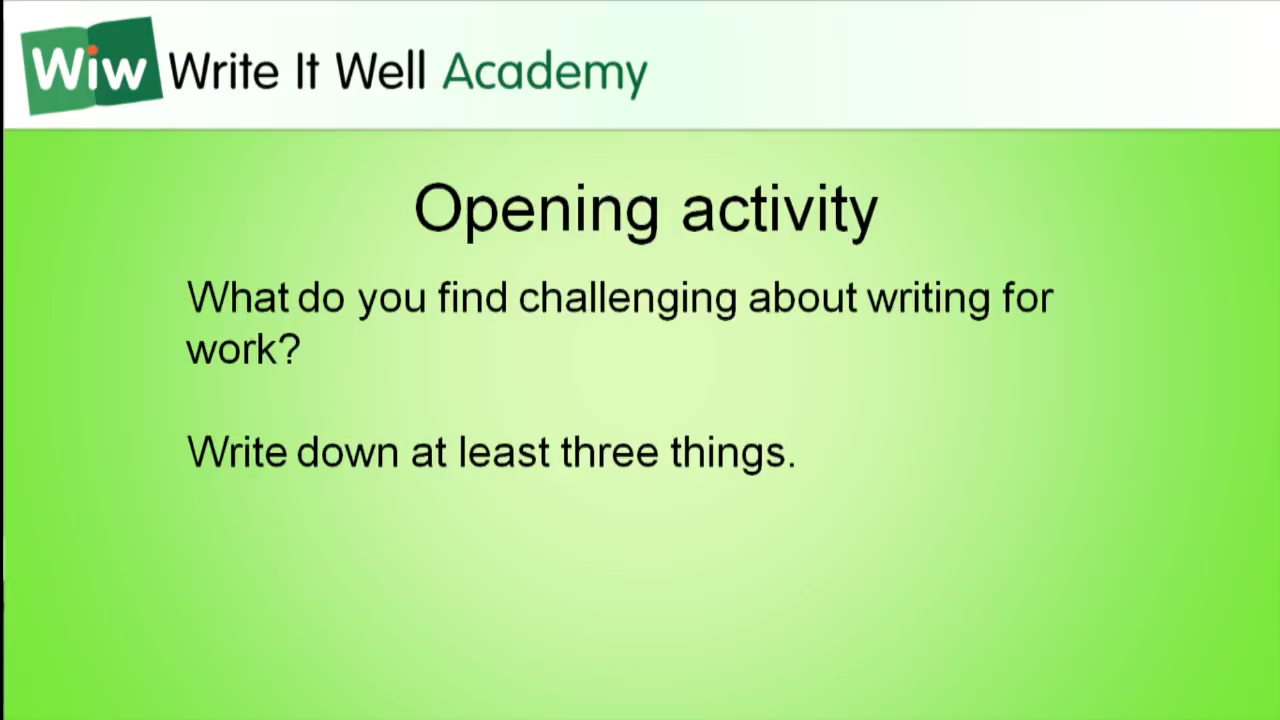 Wiw Write It Well Academy
Opening activity
What do you find challenging about writing for
work?
Write down at least three things.